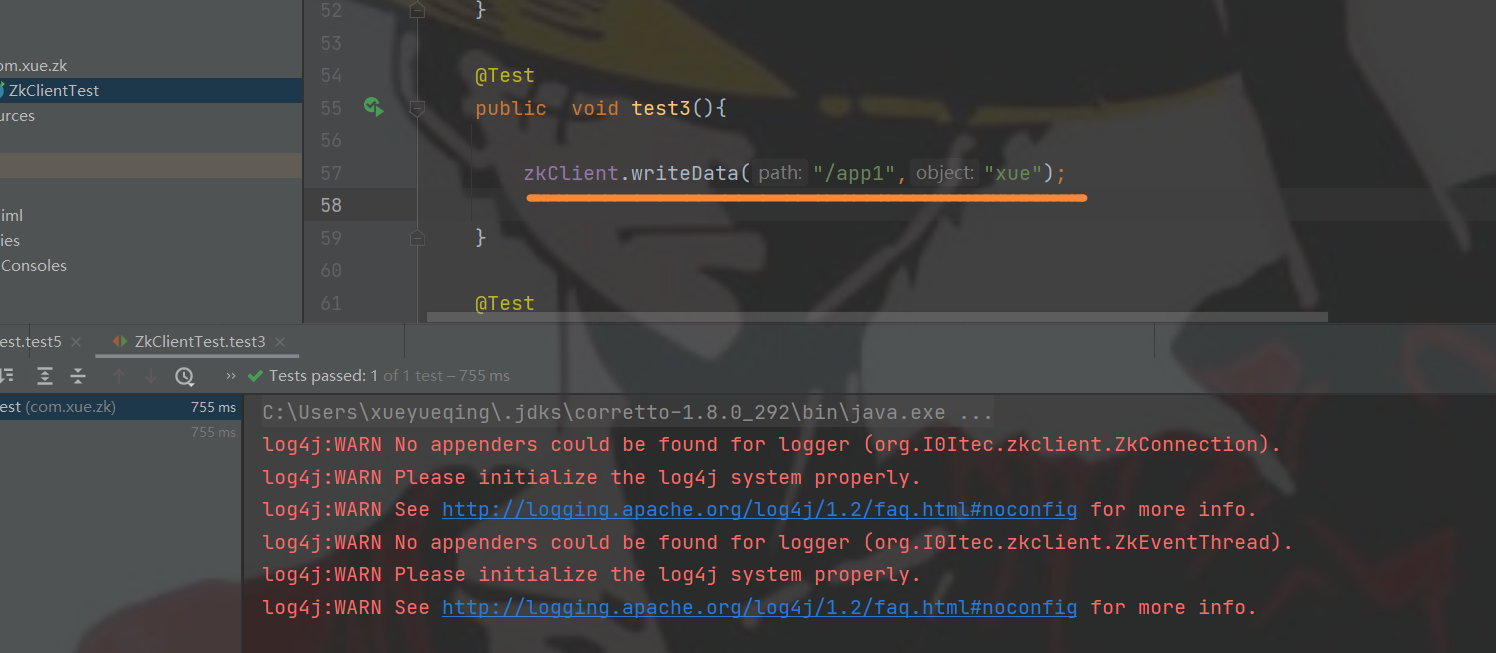 52 }
53
om.xue.zk
54 @Test
ZkClientTest
55 public void test3(){
urces
56
57 zkClient.writeData( path: "/app1", object: "xue");
58
iml
59 }
ies
60
Consoles
61 @Test
est.test5 × ZkClientTest.test3 ×
» Tests passed: 1 of 1 test – 755 ms
est (com.xue.zk) 755 ms
755 ms
C:\Users\xueyueqing\.jdks\corretto-1.8.0_292\bin\java.exe ...
log4j:WARN No appenders could be found for logger (org.I0Itec.zkclient.ZkConnection).
log4j:WARN Please initialize the log4j system properly.
log4j:WARN See http://logging.apache.org/log4j/1.2/faq.html#noconfig for more info.
log4j:WARN No appenders could be found for logger (org.I0Itec.zkclient.ZkEventThread).
log4j:WARN Please initialize the log4j system properly.
log4j:WARN See http://logging.apache.org/log4j/1.2/faq.html#noconfig for more info.